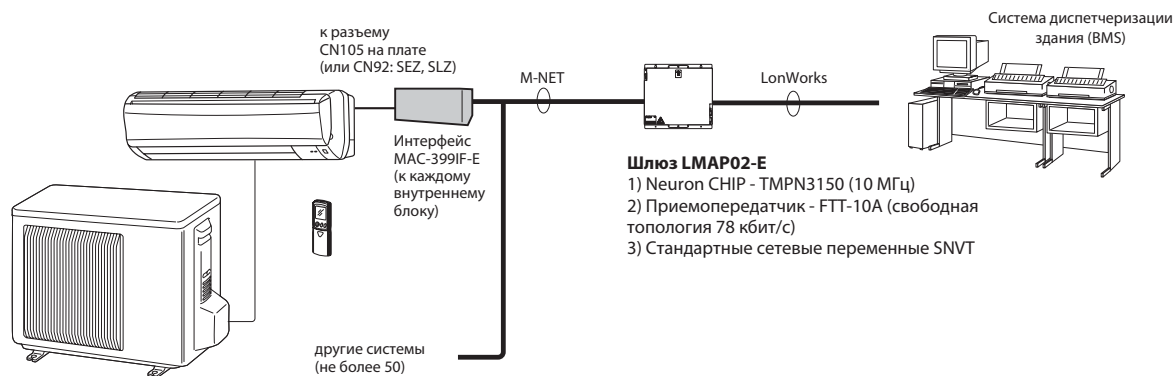 Система диспетчеризации
здания (BMS)
к разъему
CN105 на плате
(или CN92: SEZ, SLZ)
M-NET
LonWorks
Интерфейс
MAC-399IF-E
(к каждому
внутреннему
блоку)
Шлюз LMAP02-E
1) Neuron CHIP - TMPN3150 (10 МГц)
2) Приемопередатчик - FTT-10A (свободная
топология 78 кбит/с)
3) Стандартные сетевые переменные SNVT
другие системы
(не более 50)